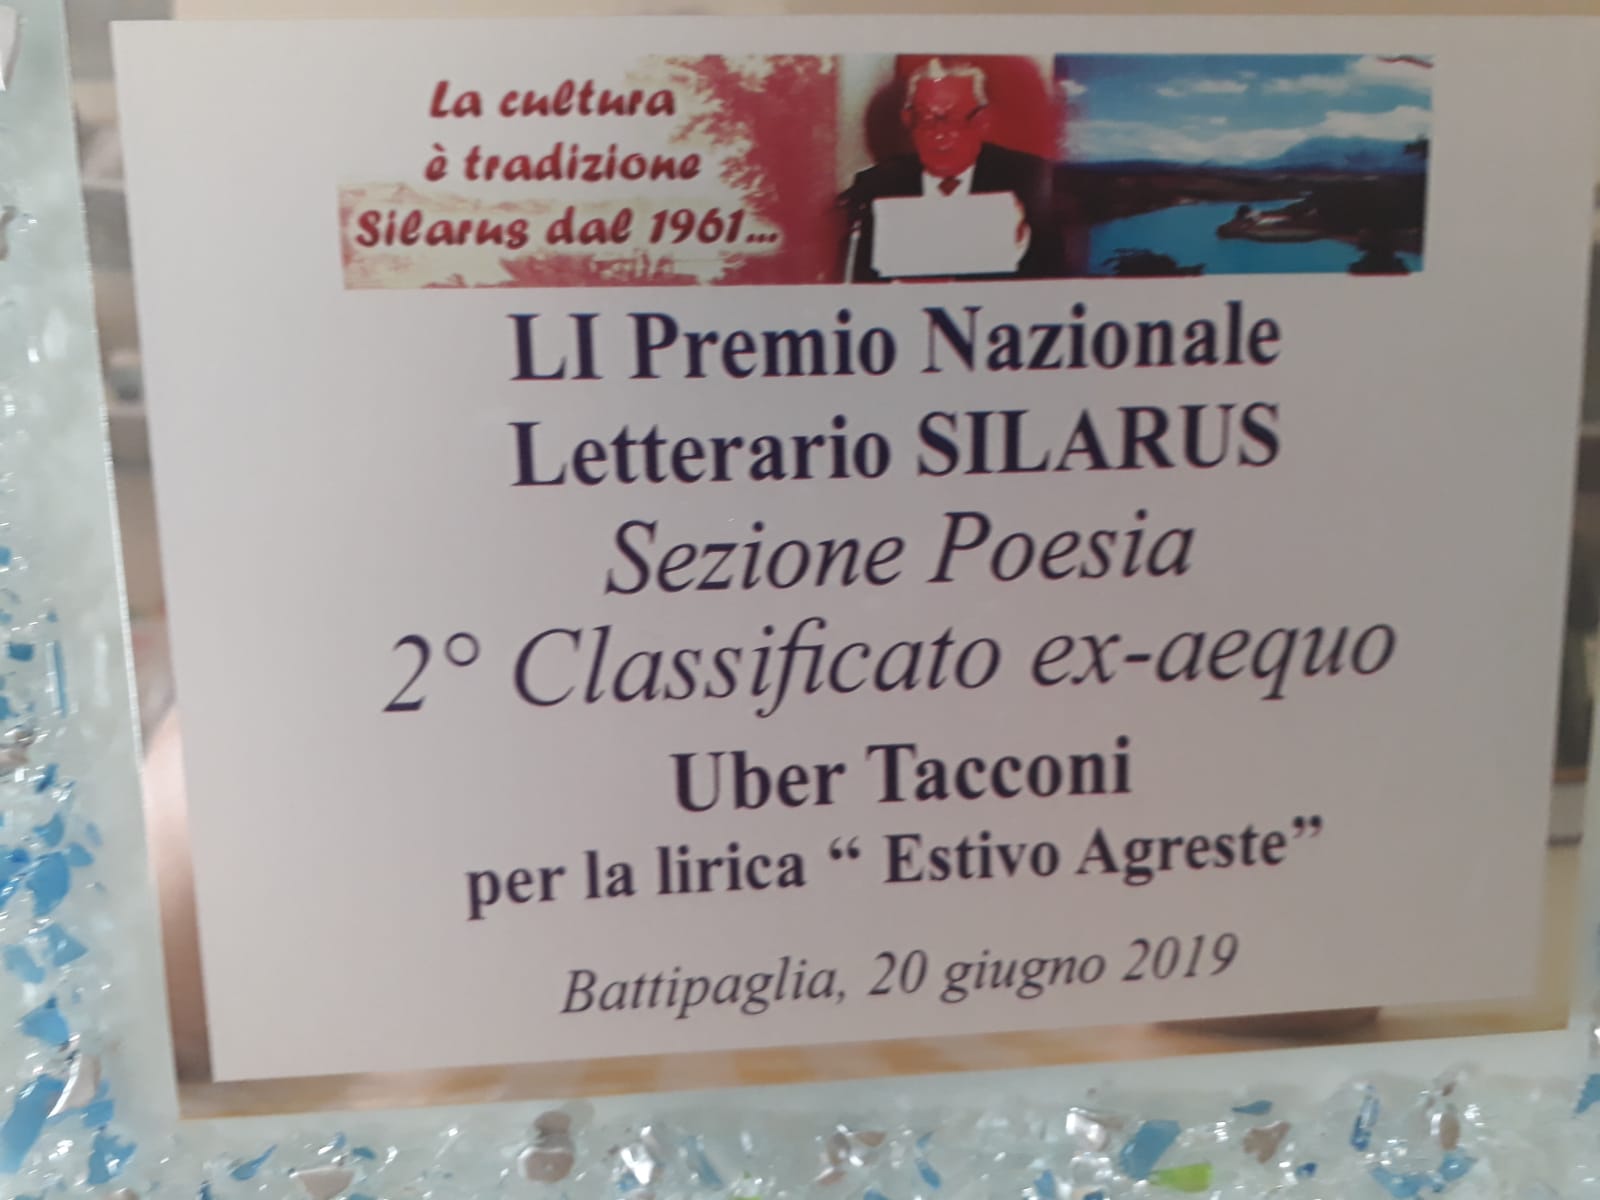 La cultura
è tradizione
Silarus dal 1961...
LI Premio Nazionale
Letterario SILARUS
Sezione Poesia
2° Classificato ex-aequo
Uber Tacconi
per la lirica “ Estivo Agreste”
Battipaglia, 20 giugno 2019